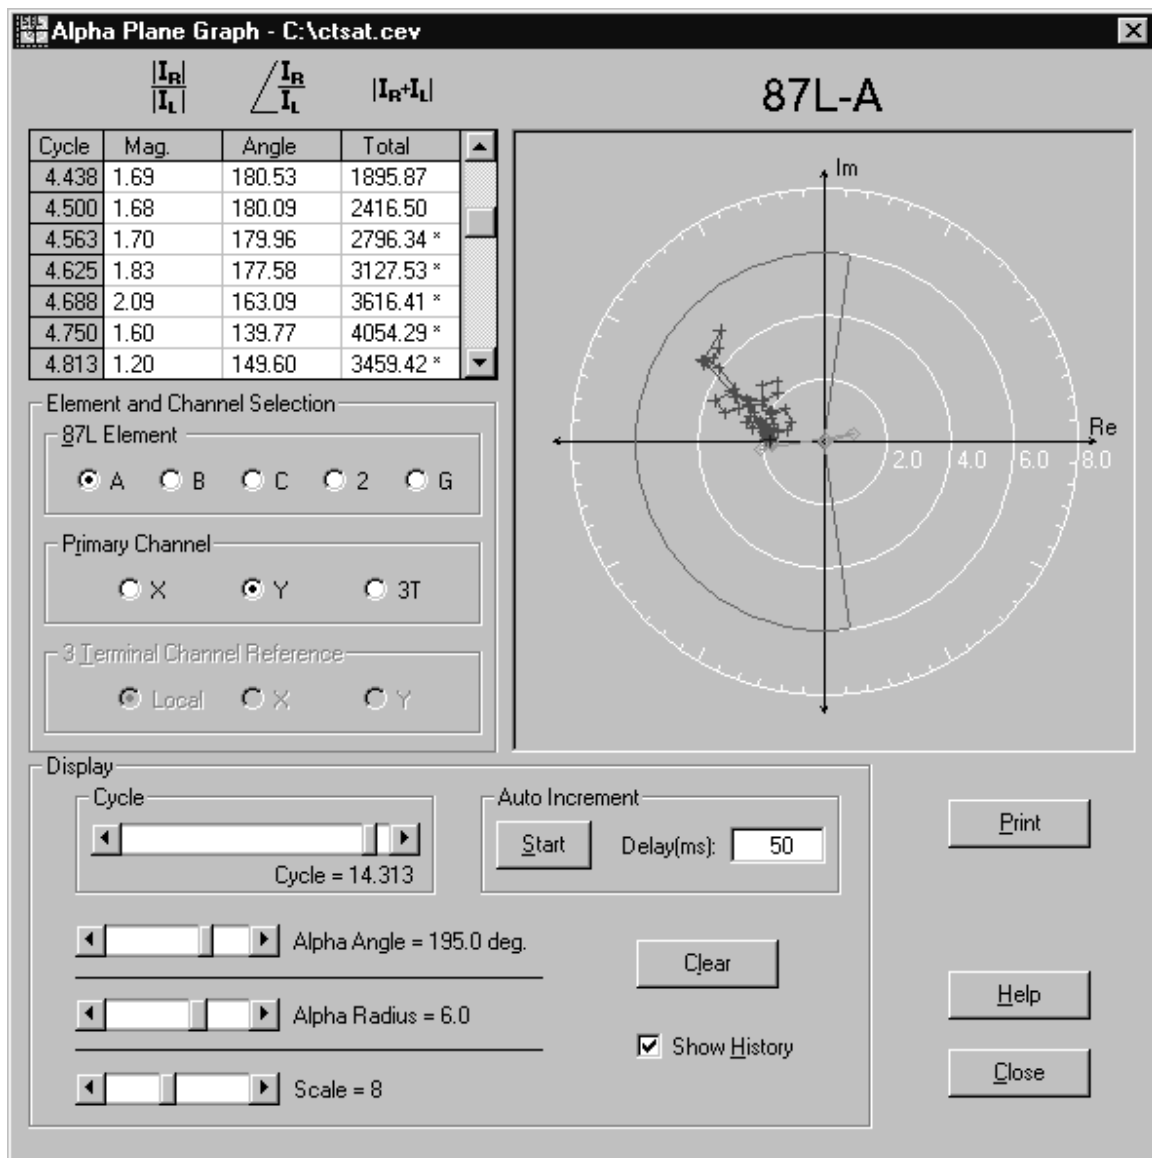 Alpha Plane Graph - C:\ctsat.cev
|IR| / |IL|   ∠ IR / IL   |IR+IL|
87L-A
Cycle Mag. Angle Total
4.438 1.69 180.53 1895.87
4.500 1.68 180.09 2416.50
4.563 1.70 179.96 2796.34 *
4.625 1.83 177.58 3127.53 *
4.688 2.09 163.09 3616.41 *
4.750 1.60 139.77 4054.29 *
4.813 1.20 149.60 3459.42 *
Im
Re
2.0 4.0 6.0 8.0
Element and Channel Selection
87L Element
A B C 2 G
Primary Channel
X Y 3T
3 Terminal Channel Reference
Local X Y
Display
Cycle
Cycle = 14.313
Auto Increment
Start Delay(ms): 50
Print
Alpha Angle = 195.0 deg.
Clear
Alpha Radius = 6.0
Help
Show History
Scale = 8
Close